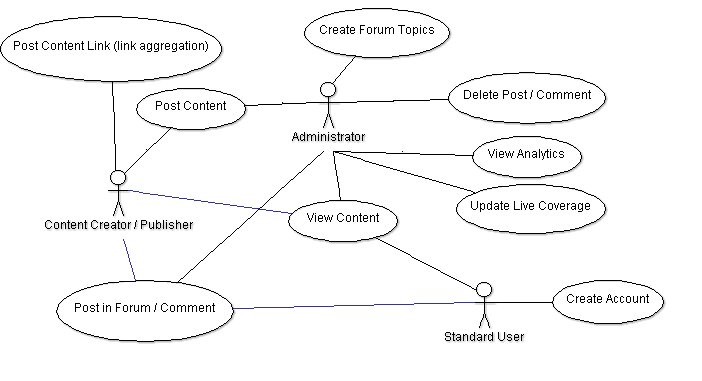 Create Forum Topics
Post Content Link (link aggregation)
Post Content
Delete Post / Comment
Administrator
View Analytics
Update Live Coverage
Content Creator / Publisher
View Content
Post in Forum / Comment
Create Account
Standard User